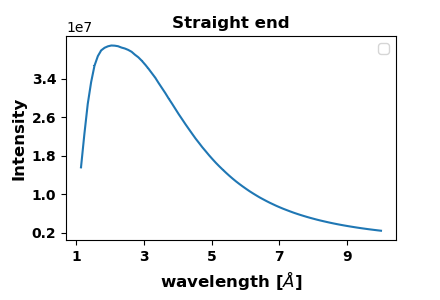 Straight end
1e7
3.4
2.6
1.8
1.0
0.2
Intensity
1 3 5 7 9
wavelength [Å]